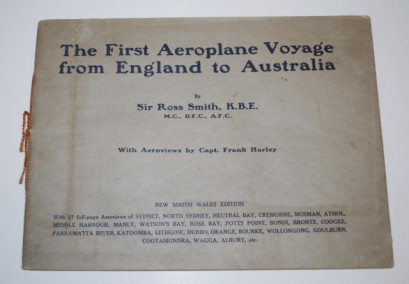 The First Aeroplane Voyage
from England to Australia
By
Sir Ross Smith, K.B.E.
M.C., D.F.C., A.F.C.
With Aeroviews by Capt. Frank Hurley
NEW SOUTH WALES EDITION
With 27 full-page Aeroviews of SYDNEY, NORTH SYDNEY, NEUTRAL BAY, CREMORNE, MOSMAN, ATHOL,
MIDDLE HARBOUR, MANLY, WATSON'S BAY, ROSE BAY, POTTS POINT, BONDI, BRONTE, COOGEE,
PARRAMATTA RIVER, KATOOMBA, LITHGOW, DUBBO, ORANGE, BOURKE, WOLLONGONG, GOULBURN,
COOTAMUNDRA, WAGGA, ALBURY, etc.